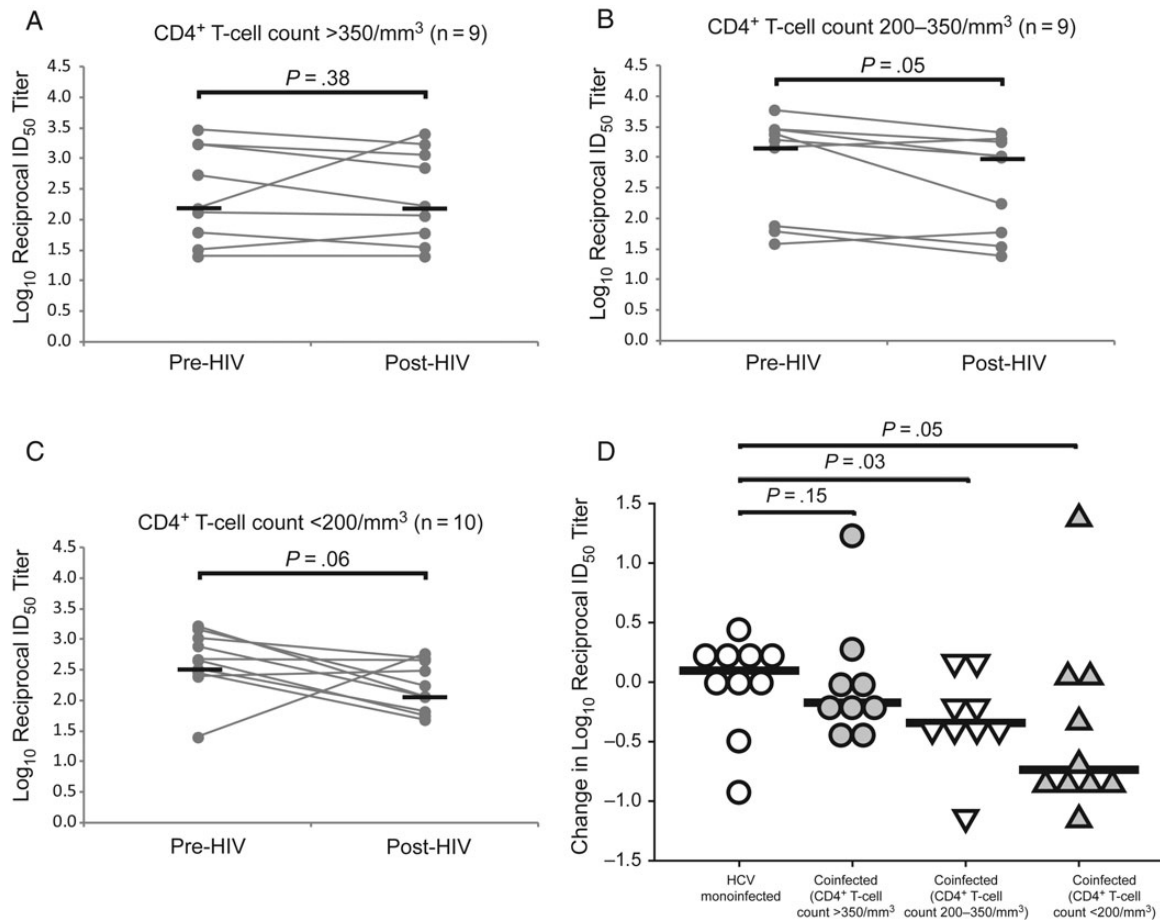 A
CD4⁺ T-cell count >350/mm³ (n = 9)
P = .38
Log₁₀ Reciprocal ID₅₀ Titer
4.5
4.0
3.5
3.0
2.5
2.0
1.5
1.0
0.5
0.0
Pre-HIV Post-HIV
B
CD4⁺ T-cell count 200–350/mm³ (n = 9)
P = .05
Log₁₀ Reciprocal ID₅₀ Titer
4.5
4.0
3.5
3.0
2.5
2.0
1.5
1.0
0.5
0.0
Pre-HIV Post-HIV
C
CD4⁺ T-cell count <200/mm³ (n = 10)
P = .06
Log₁₀ Reciprocal ID₅₀ Titer
4.5
4.0
3.5
3.0
2.5
2.0
1.5
1.0
0.5
0.0
Pre-HIV Post-HIV
D
P = .05
P = .03
P = .15
Change in Log₁₀ Reciprocal ID₅₀ Titer
1.5
1.0
0.5
0.0
–0.5
–1.0
–1.5
HCV
monoinfected
Coinfected
(CD4⁺ T-cell
count >350/mm³
Coinfected
(CD4⁺ T-cell
count 200–350/mm³)
Coinfected
(CD4⁺ T-cell
count <200/mm³)